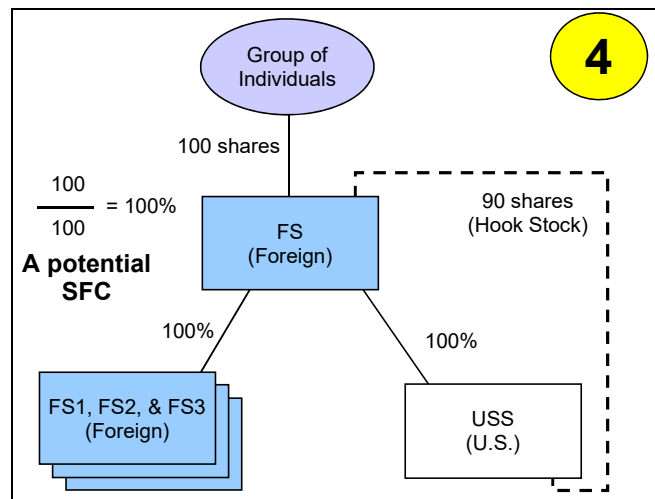 Group of
Individuals
4
100 shares
100
100
= 100%
A potential
SFC
90 shares
(Hook Stock)
FS
(Foreign)
100%
100%
FS1, FS2, & FS3
(Foreign)
USS
(U.S.)